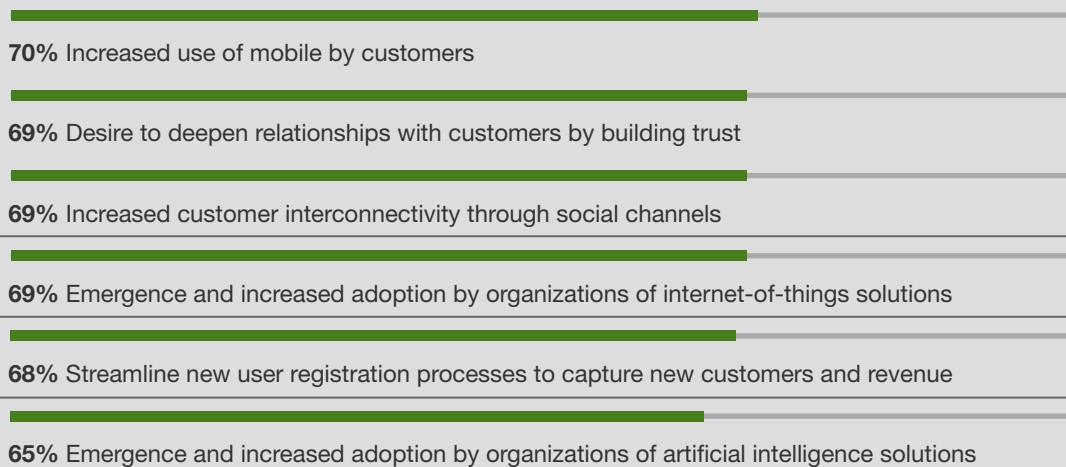 70% Increased use of mobile by customers
69% Desire to deepen relationships with customers by building trust
69% Increased customer interconnectivity through social channels
69% Emergence and increased adoption by organizations of internet-of-things solutions
68% Streamline new user registration processes to capture new customers and revenue
65% Emergence and increased adoption by organizations of artificial intelligence solutions